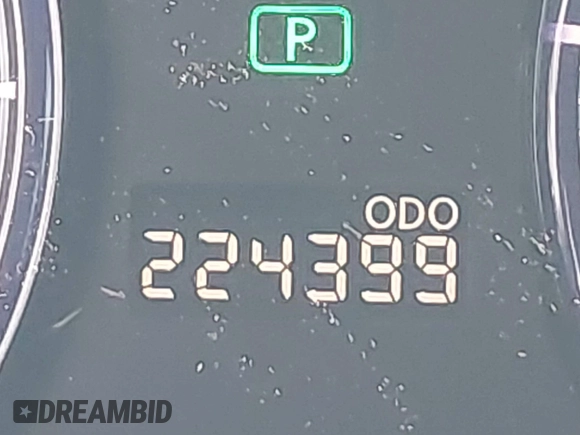 P
ODO
224399
DREAMBID